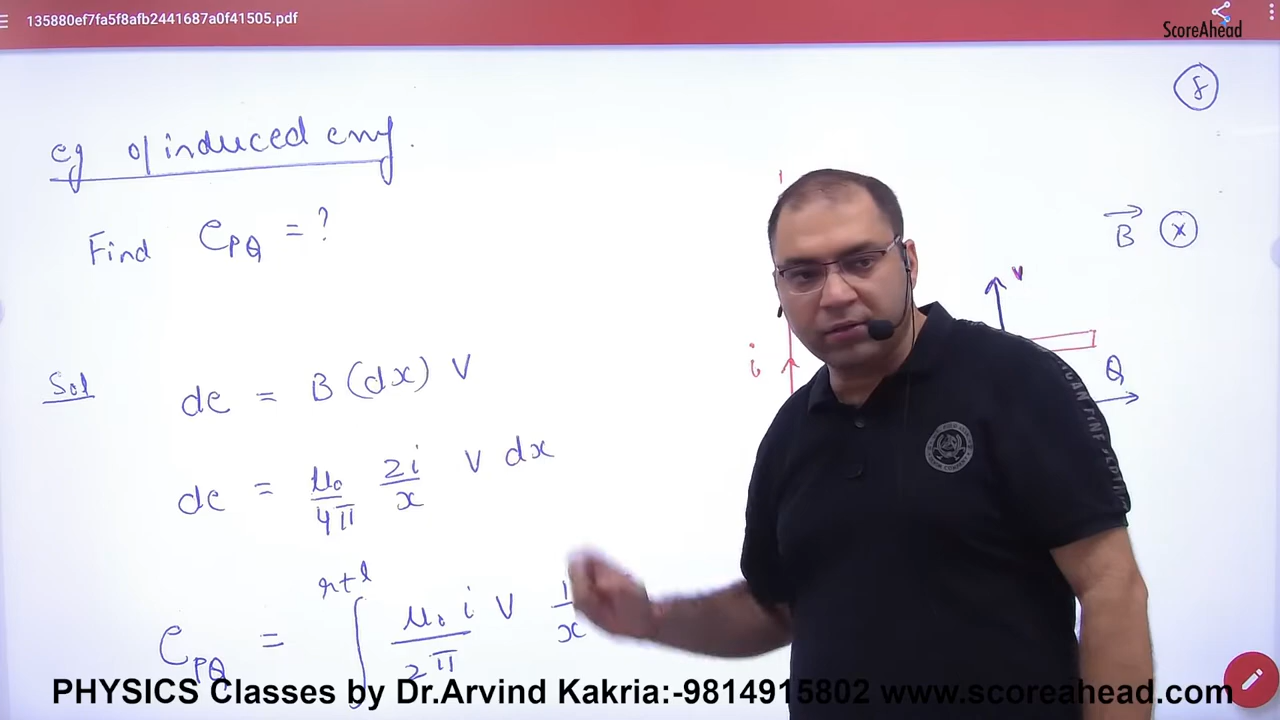 135880ef7fa5f8afb2441687a0f41505.pdf
ScoreAhead
8
eg of induced emf.
Find e_PQ = ?
B ⊗
v
i
Q
Sol de = B (dx) v
de = μ₀/4π 2i/x v dx
e_PQ = ∫^(r+l) μ₀ i/2π v 1/x
PHYSICS Classes by Dr.Arvind Kakria:-9814915802 www.scoreahead.com